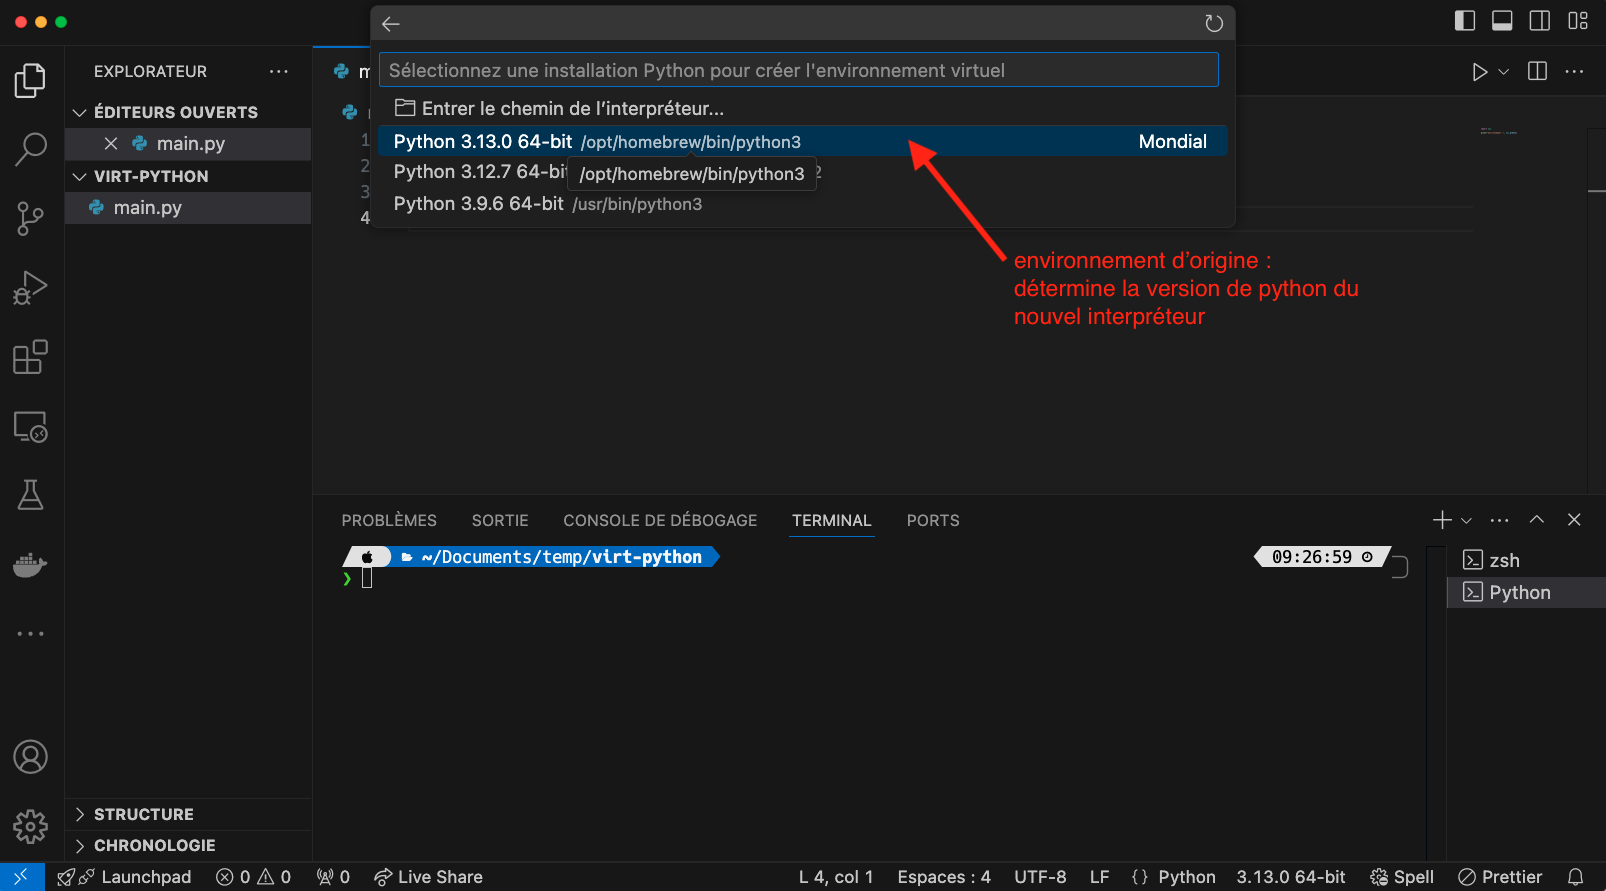 Sélectionnez une installation Python pour créer l'environnement virtuel
Entrer le chemin de l’interpréteur...
Python 3.13.0 64-bit /opt/homebrew/bin/python3 Mondial
Python 3.12.7 64-bit
/opt/homebrew/bin/python3
Python 3.9.6 64-bit /usr/bin/python3
environnement d’origine :
détermine la version de python du
nouvel interpréteur
EXPLORATEUR
ÉDITEURS OUVERTS
main.py
VIRT-PYTHON
main.py
STRUCTURE
CHRONOLOGIE
1
2
3
4
PROBLÈMES SORTIE CONSOLE DE DÉBOGAGE TERMINAL PORTS
~/Documents/temp/virt-python 09:26:59
❯
zsh
Python
Launchpad 0 0 0 Live Share L 4, col 1 Espaces : 4 UTF-8 LF {} Python 3.13.0 64-bit Spell Prettier